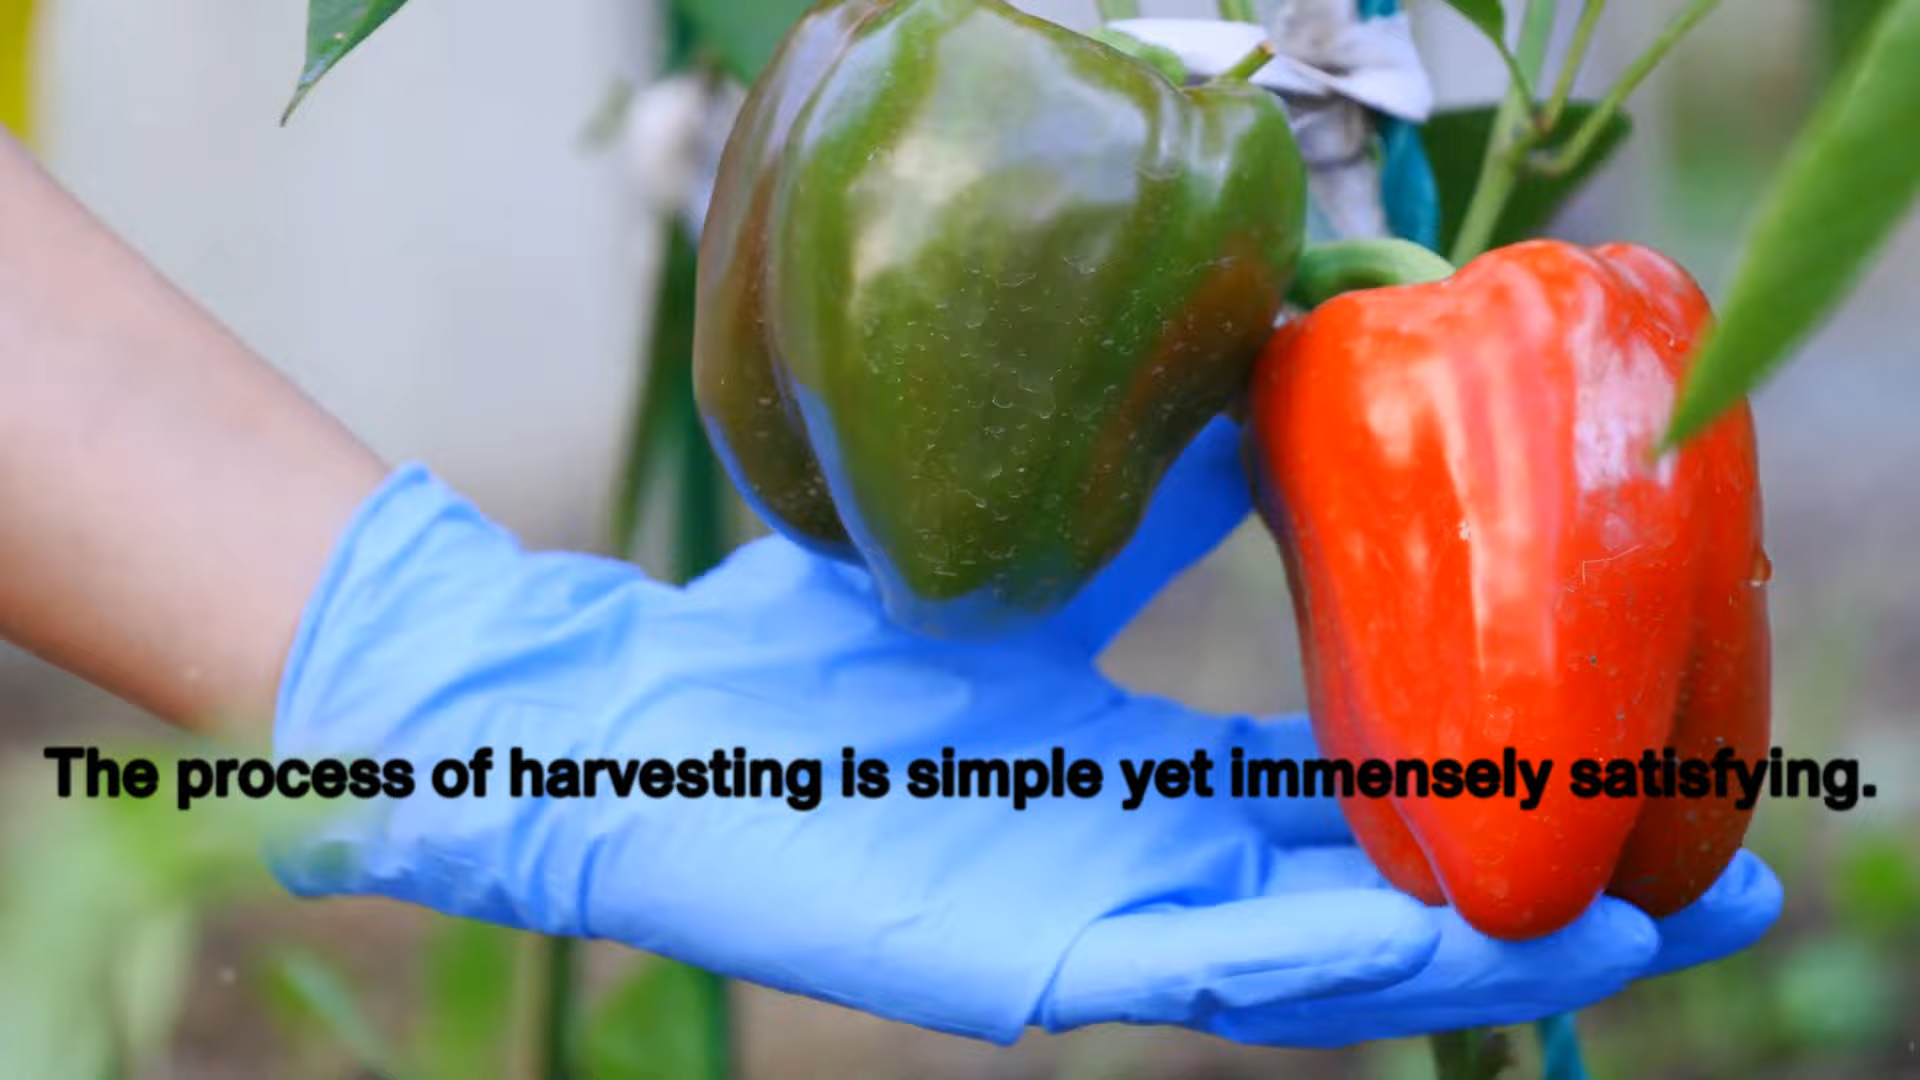 The process of harvesting is simple yet immensely satisfying.